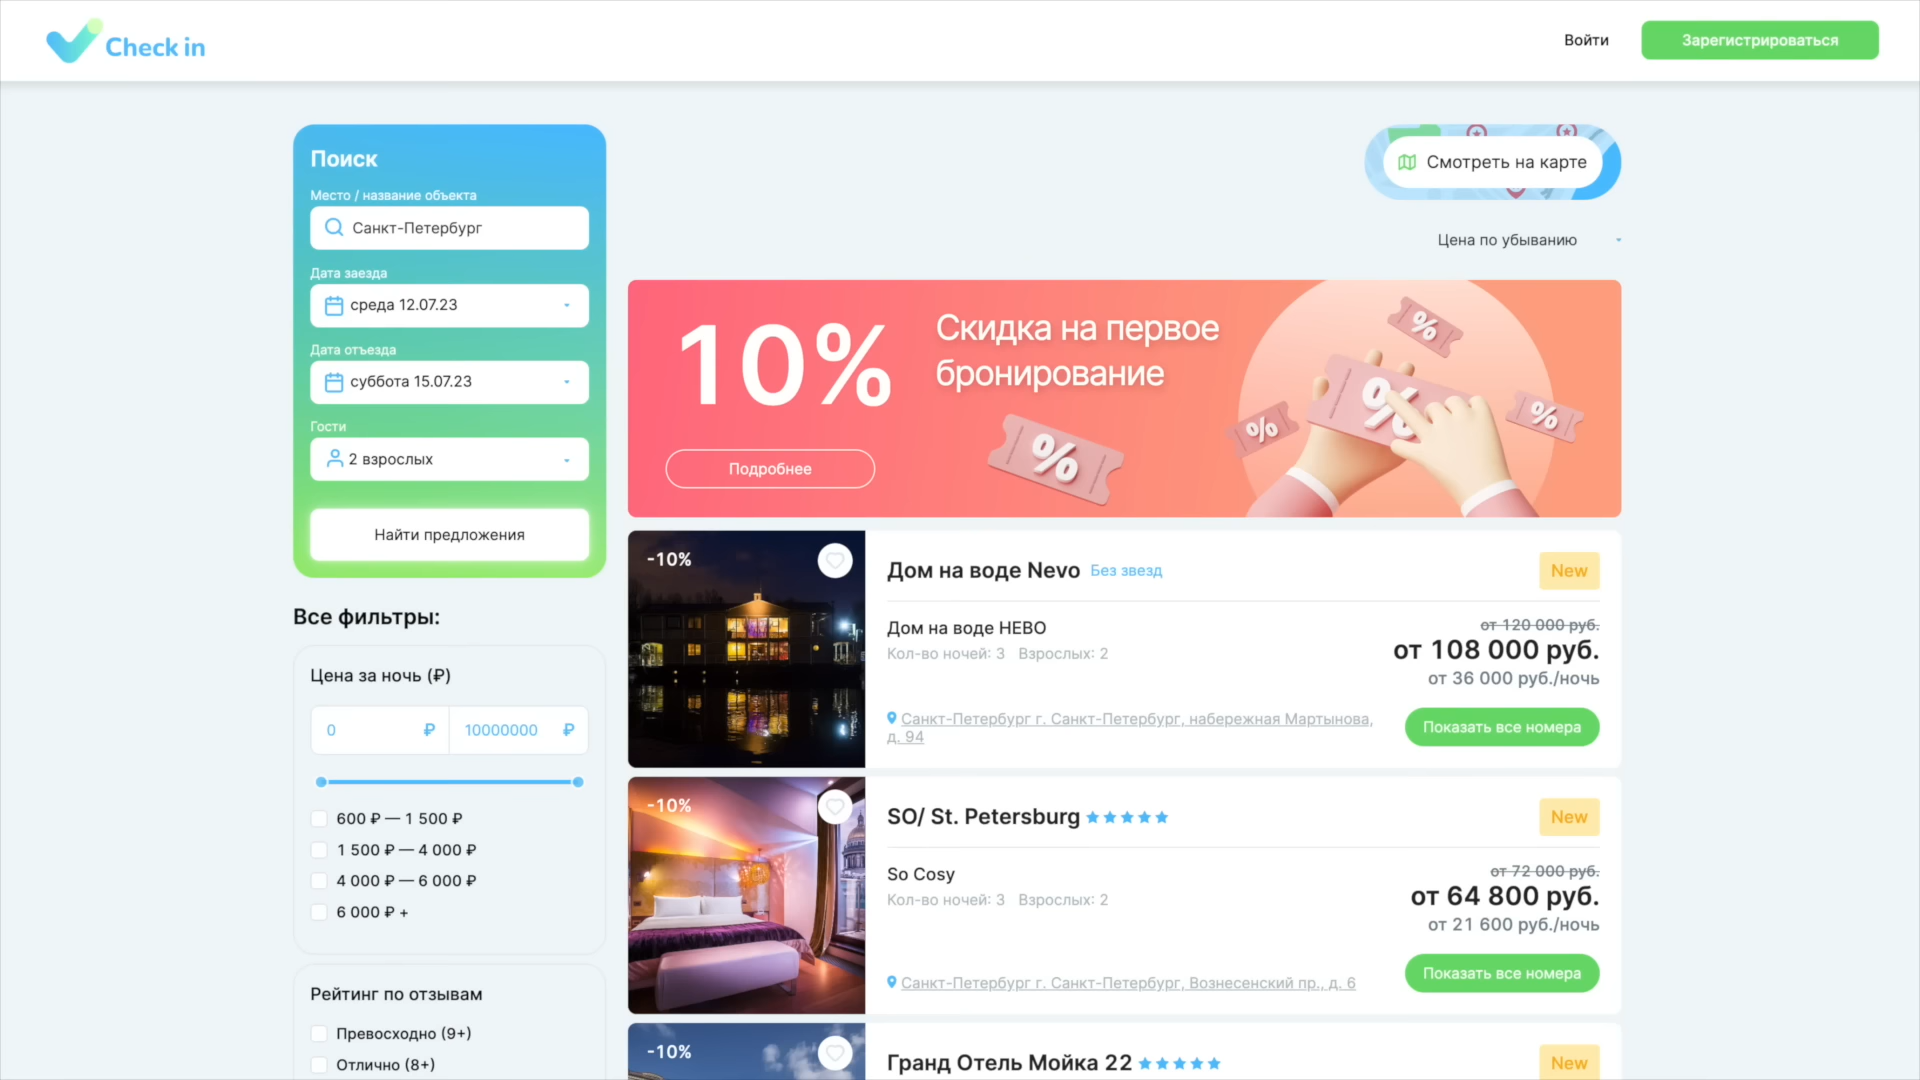 Check in
Войти
Зарегистрироваться
Поиск
Место / название объекта
Санкт-Петербург
Дата заезда
среда 12.07.23
Дата отъезда
суббота 15.07.23
Гости
2 взрослых
Найти предложения
Все фильтры:
Цена за ночь (₽)
0 ₽ 10000000 ₽
600 ₽ — 1 500 ₽
1 500 ₽ — 4 000 ₽
4 000 ₽ — 6 000 ₽
6 000 ₽ +
Рейтинг по отзывам
Превосходно (9+)
Отлично (8+)
Смотреть на карте
Цена по убыванию
10%
Скидка на первое
бронирование
Подробнее
%
%
%
%
%
-10%
Дом на воде Nevo Без звезд
New
Дом на воде НЕВО
Кол-во ночей: 3 Взрослых: 2
от 120 000 руб.
от 108 000 руб.
от 36 000 руб./ночь
Санкт-Петербург г. Санкт-Петербург, набережная Мартынова,
д. 94
Показать все номера
-10%
SO/ St. Petersburg
New
So Cosy
Кол-во ночей: 3 Взрослых: 2
от 72 000 руб.
от 64 800 руб.
от 21 600 руб./ночь
Санкт-Петербург г. Санкт-Петербург, Вознесенский пр., д. 6
Показать все номера
-10%
Гранд Отель Мойка 22
New